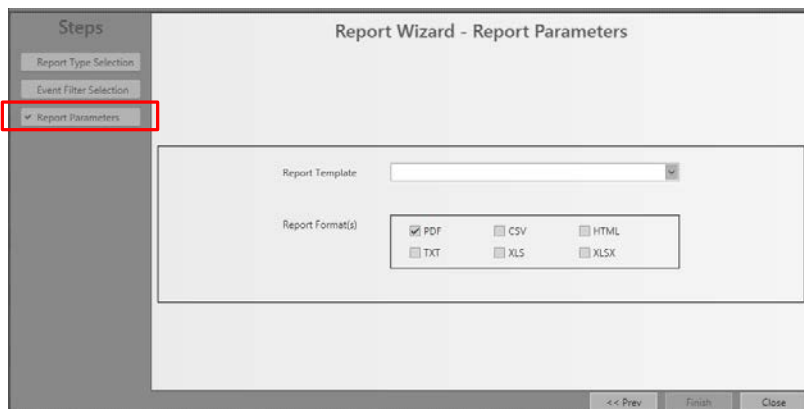 Steps
Report Type Selection
Event Filter Selection
Report Parameters
Report Wizard - Report Parameters
Report Template
Report Format(s)
PDF CSV HTML
TXT XLS XLSX
<< Prev Finish Close